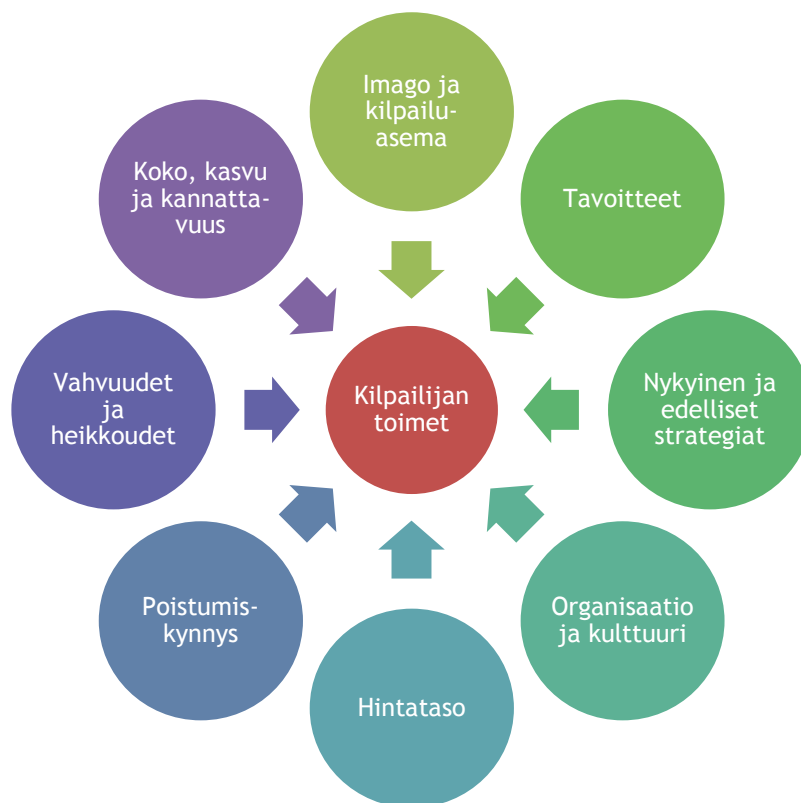 Imago ja
kilpailu-
asema
Tavoitteet
Nykyinen ja
edelliset
strategiat
Organisaatio
ja kulttuuri
Hintataso
Poistumis-
kynnys
Vahvuudet
ja
heikkoudet
Koko, kasvu
ja kannatta-
vuus
Kilpailijan
toimet